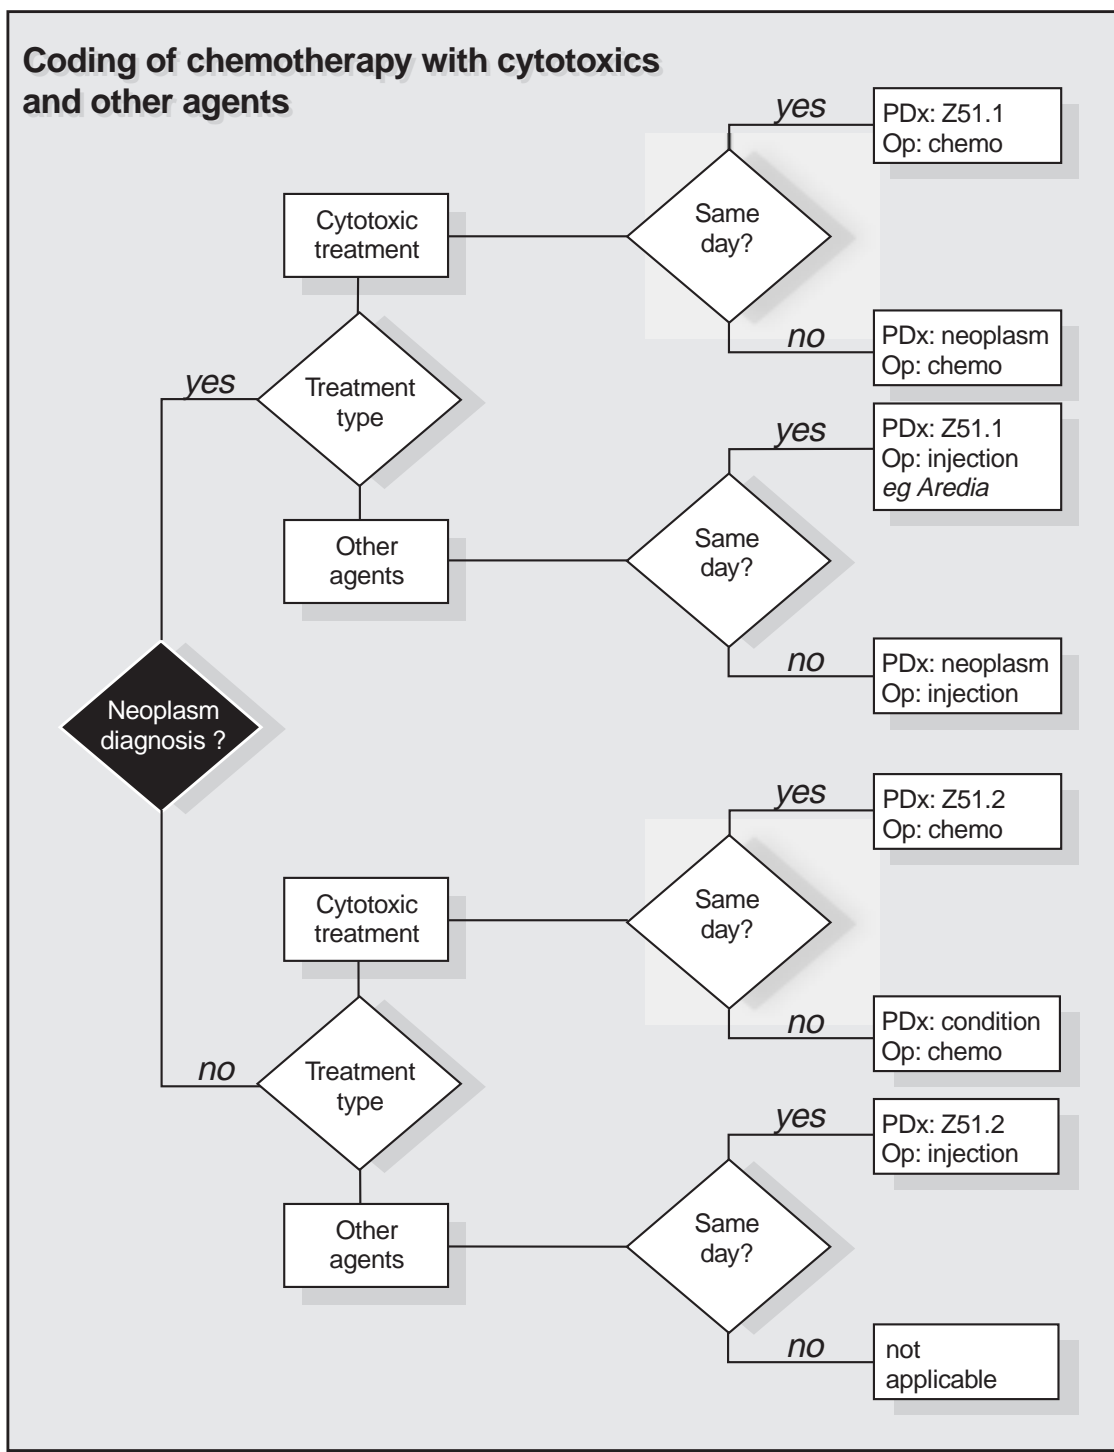 Coding of chemotherapy with cytotoxics
and other agents
yes
PDx: Z51.1
Op: chemo
Same
day?
Cytotoxic
treatment
no
PDx: neoplasm
Op: chemo
yes
Treatment
type
yes
PDx: Z51.1
Op: injection
eg Aredia
Same
day?
Other
agents
no
PDx: neoplasm
Op: injection
Neoplasm
diagnosis ?
yes
PDx: Z51.2
Op: chemo
Same
day?
Cytotoxic
treatment
no
PDx: condition
Op: chemo
no
Treatment
type
yes
PDx: Z51.2
Op: injection
Same
day?
Other
agents
no
not
applicable